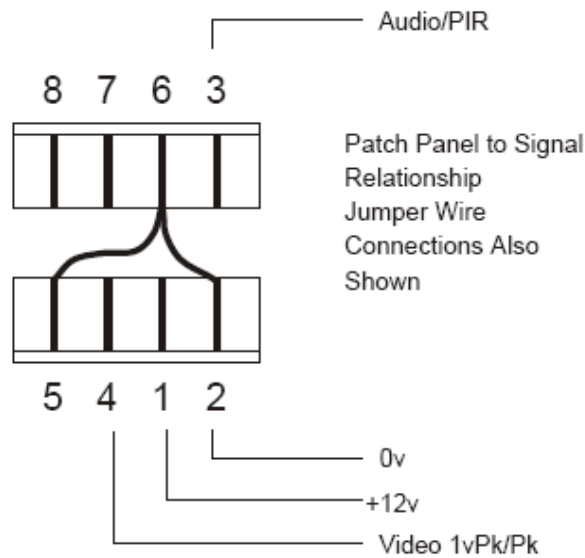 Audio/PIR
8 7 6 3
Patch Panel to Signal
Relationship
Jumper Wire
Connections Also
Shown
5 4 1 2
0v
+12v
Video 1vPk/Pk